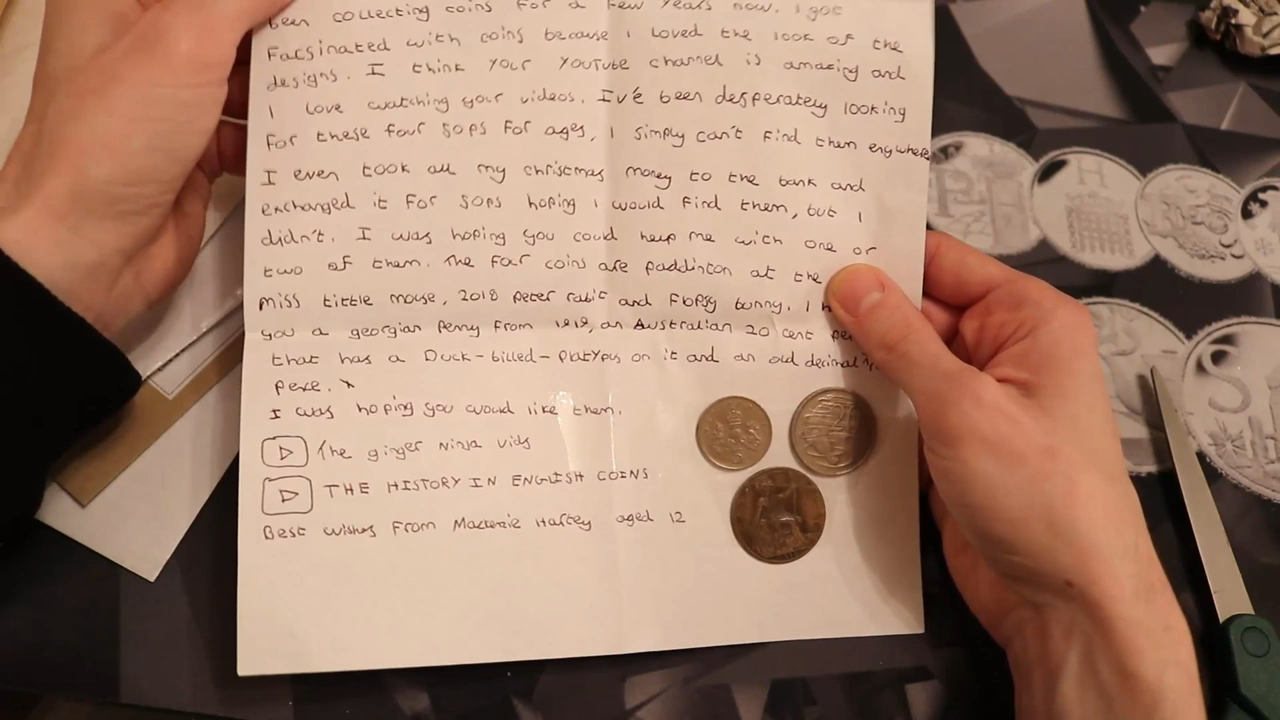 been collecting coins for a few years now. I got
Facsinated with coins because i loved the look of the
designs. I think your YouTube channel is amazing and
I love watching your videos. I've been desperately looking
for these four 50ps for ages, I simply can't find them enywhere
I even took all my christmas money to the bank and
exchanged it for 50ps hoping i would find them, but I
didn't. I was hoping you could help me with one or
two of them. The four coins are paddinton at the
miss tittle mouse, 2018 peter rabit and Flopsy bunny. I
you a georgian penny from 1919, an Australian 20 cent
that has a Duck-billed-platypus on it and an old decimal
I was hoping you would like them.
The ginger Ninja vids
THE HISTORY IN ENGLISH COINS
Best wishes from Mackenzie aged 12
H
S